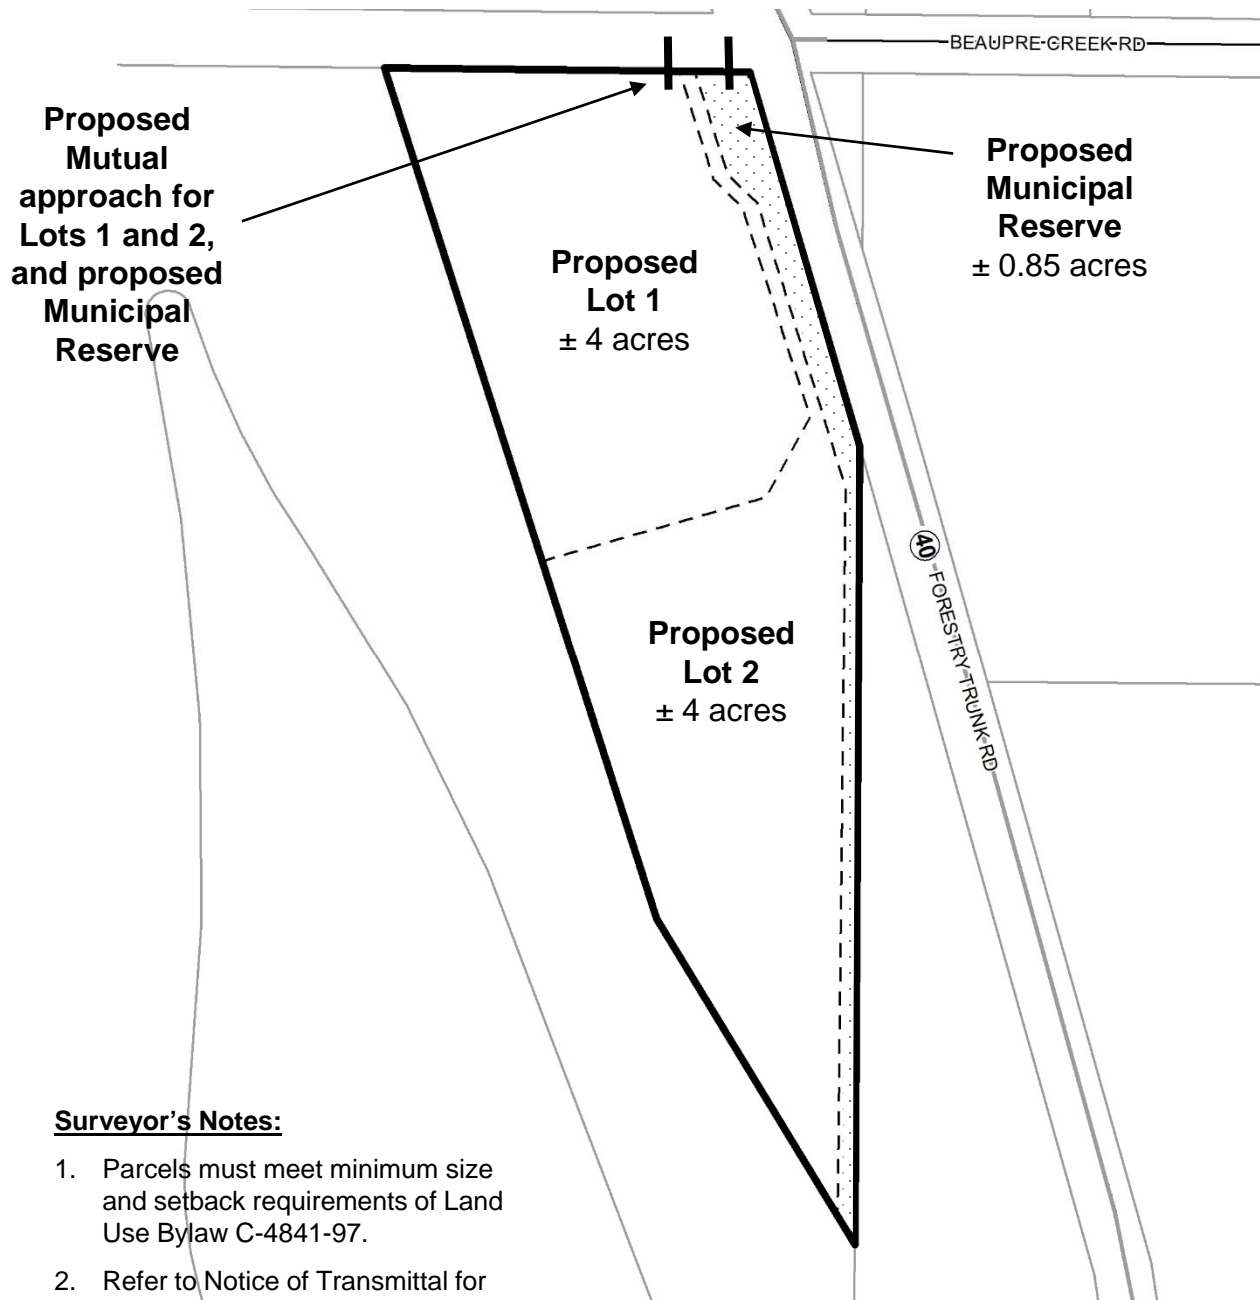 BEAUPRE CREEK RD
Proposed
Mutual
approach for
Lots 1 and 2,
and proposed
Municipal
Reserve
Proposed
Municipal
Reserve
± 0.85 acres
Proposed
Lot 1
± 4 acres
40 FORESTRY TRUNK RD
Proposed
Lot 2
± 4 acres
Surveyor's Notes:
1. Parcels must meet minimum size
and setback requirements of Land
Use Bylaw C-4841-97.
2. Refer to Notice of Transmittal for